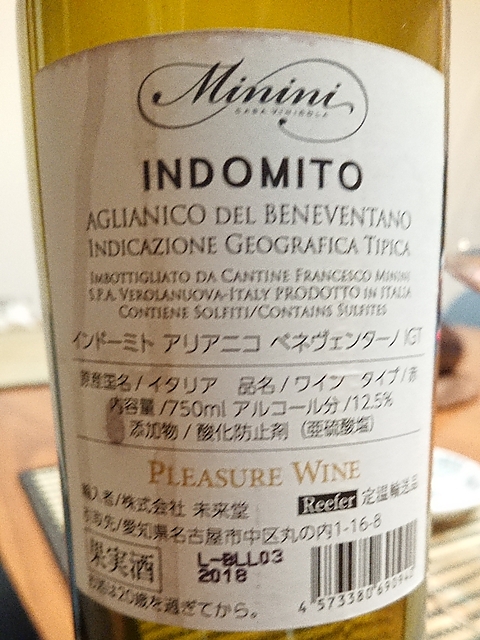 Minini
CASA VINICOLA
INDOMITO
AGLIANICO DEL BENEVENTANO
INDICAZIONE GEOGRAFICA TIPICA
IMBOTTIGLIATO DA CANTINE FRANCESCO MININI
S.P.A. VEROLANUOVA-ITALY PRODOTTO IN ITALIA
CONTIENE SOLFITI/CONTAINS SULFITES
インドーミト アリアニコ ベネヴェンターノ IGT
原産国名/イタリア 品名/ワイン タイプ/赤
内容量/750ml アルコール分/12.5%
添加物/酸化防止剤（亜硫酸塩）
PLEASURE WINE
輸入者/株式会社 未来堂 Reefer 定温輸送品
引取先/愛知県名古屋市中区丸の内1-16-8
果実酒
L-BLL03
2018
お酒は20歳を過ぎてから。
4 573380 690940